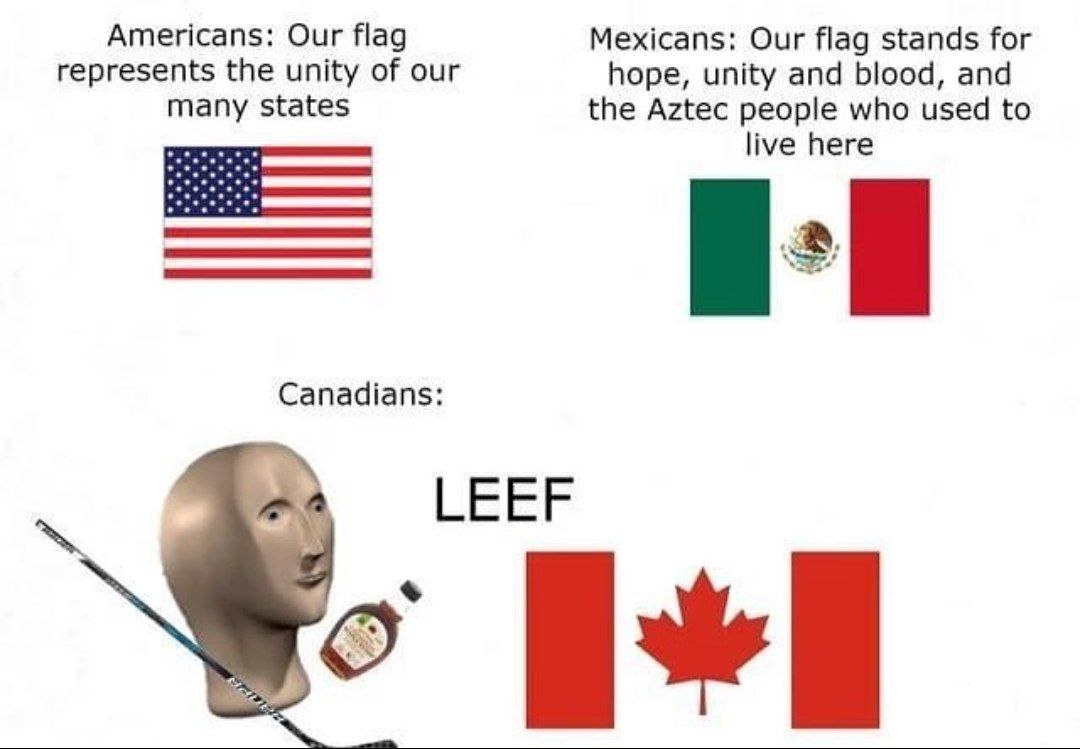 Americans: Our flag
represents the unity of our
many states
Mexicans: Our flag stands for
hope, unity and blood, and
the Aztec people who used to
live here
Canadians:
LEEF